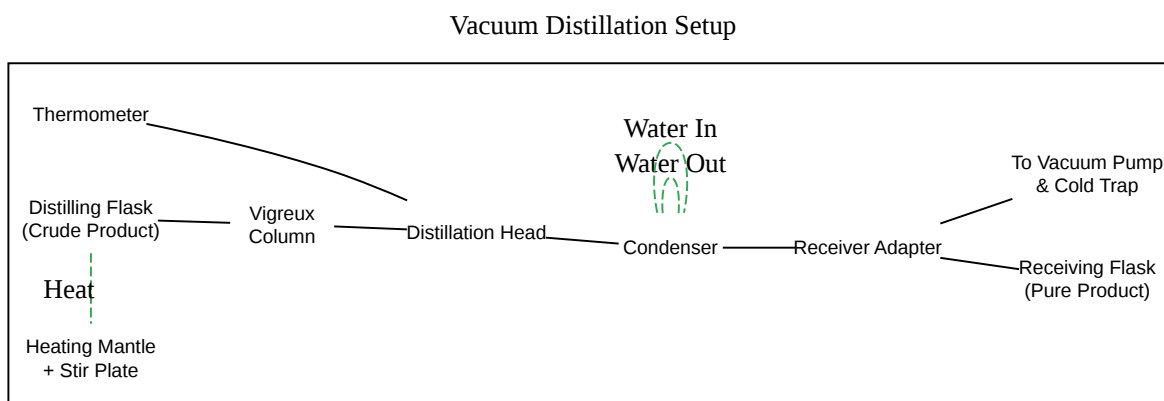 Vacuum Distillation Setup
Thermometer
Water In
Water Out
To Vacuum Pump
& Cold Trap
Distilling Flask
(Crude Product)
Vigreux
Column
Distillation Head
Condenser
Receiver Adapter
Receiving Flask
(Pure Product)
Heat
Heating Mantle
+ Stir Plate